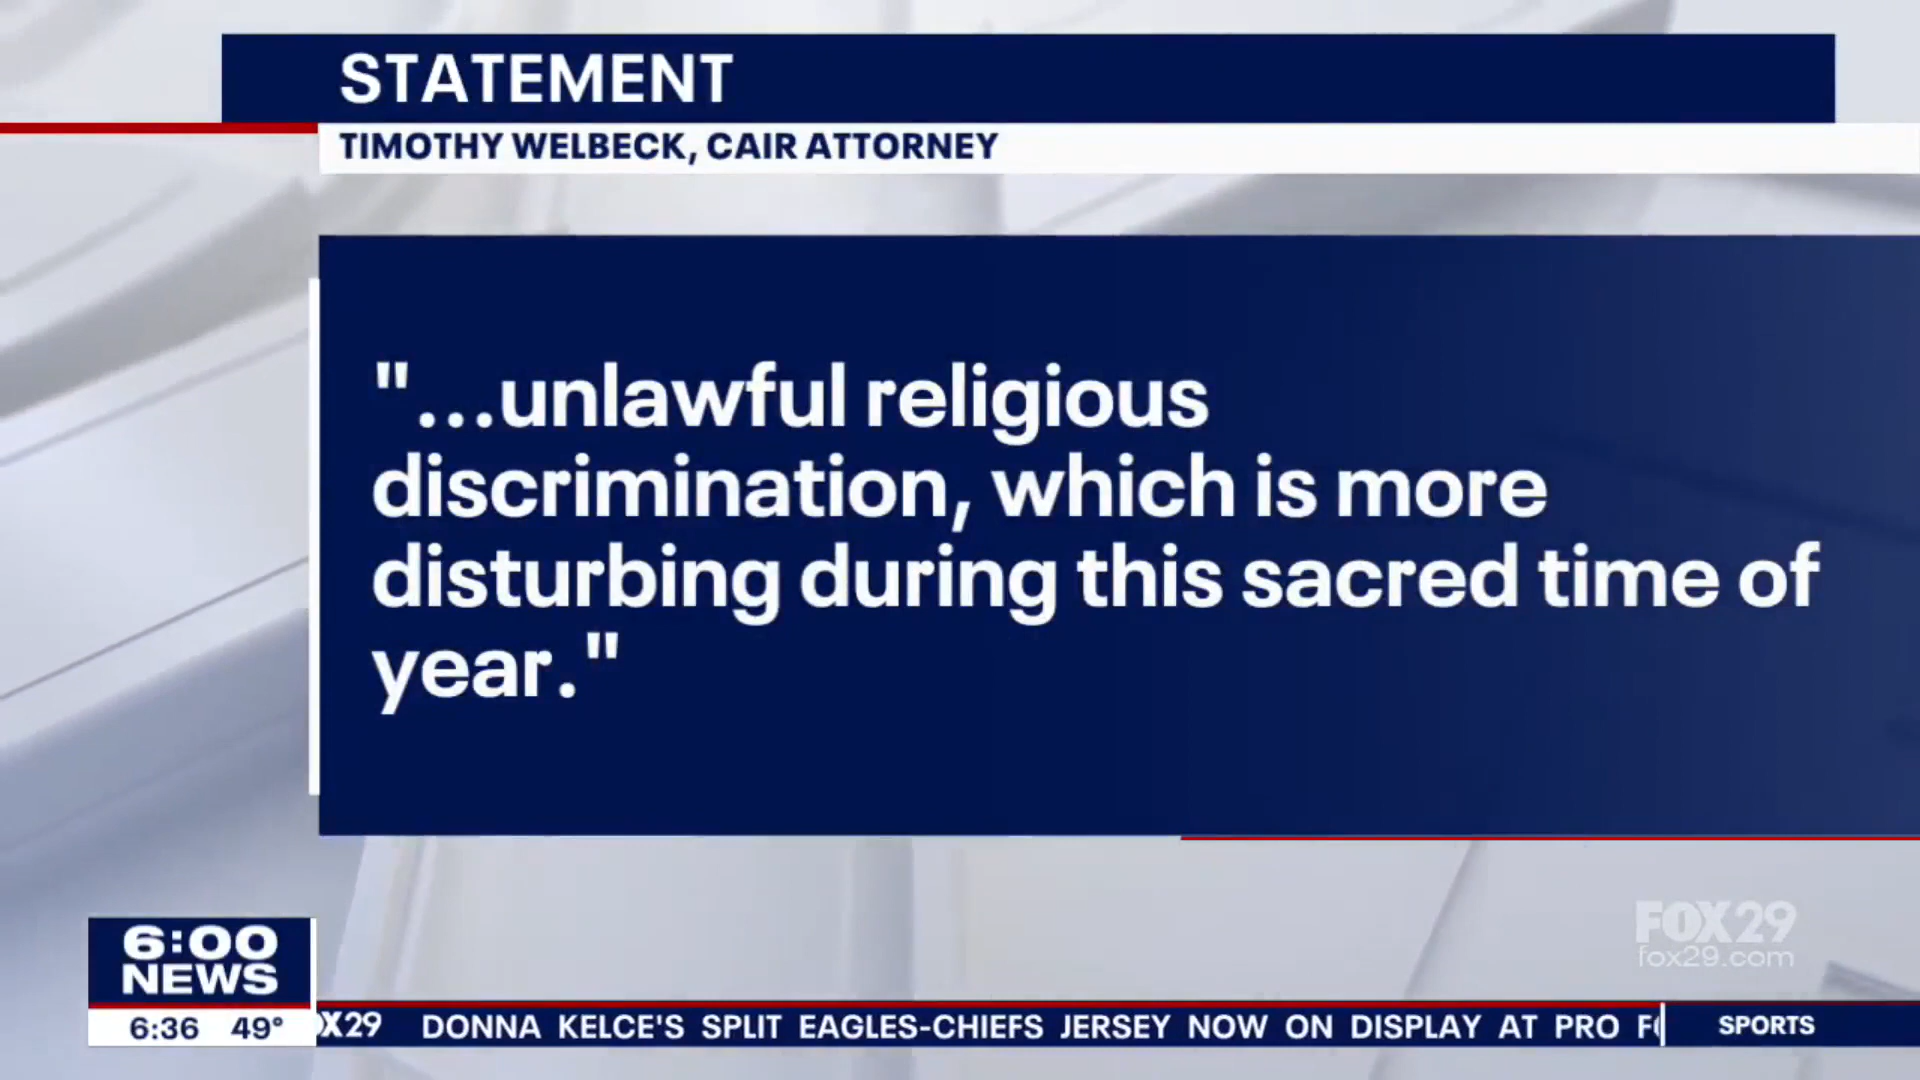 STATEMENT
TIMOTHY WELBECK, CAIR ATTORNEY
"...unlawful religious
discrimination, which is more
disturbing during this sacred time of
year."
FOX29
fox29.com
6:00
NEWS
6:36 49°
X29 DONNA KELCE'S SPLIT EAGLES-CHIEFS JERSEY NOW ON DISPLAY AT PRO
SPORTS